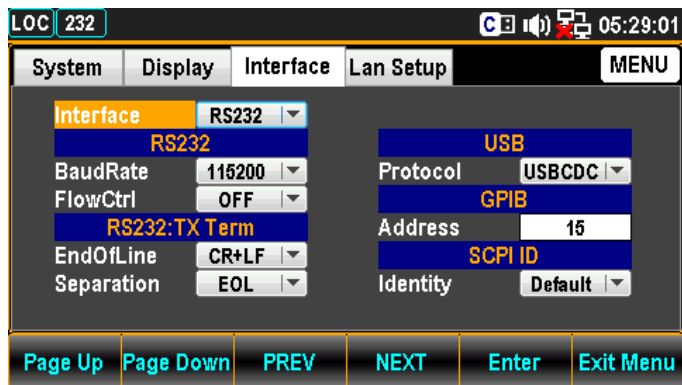 LOC 232 C 05:29:01
System Display Interface Lan Setup MENU
Interface RS232
RS232 USB
BaudRate 115200 Protocol USBCDC
FlowCtrl OFF GPIB
RS232:TX Term Address 15
EndOfLine CR+LF SCPI ID
Separation EOL Identity Default
Page Up Page Down PREV NEXT Enter Exit Menu